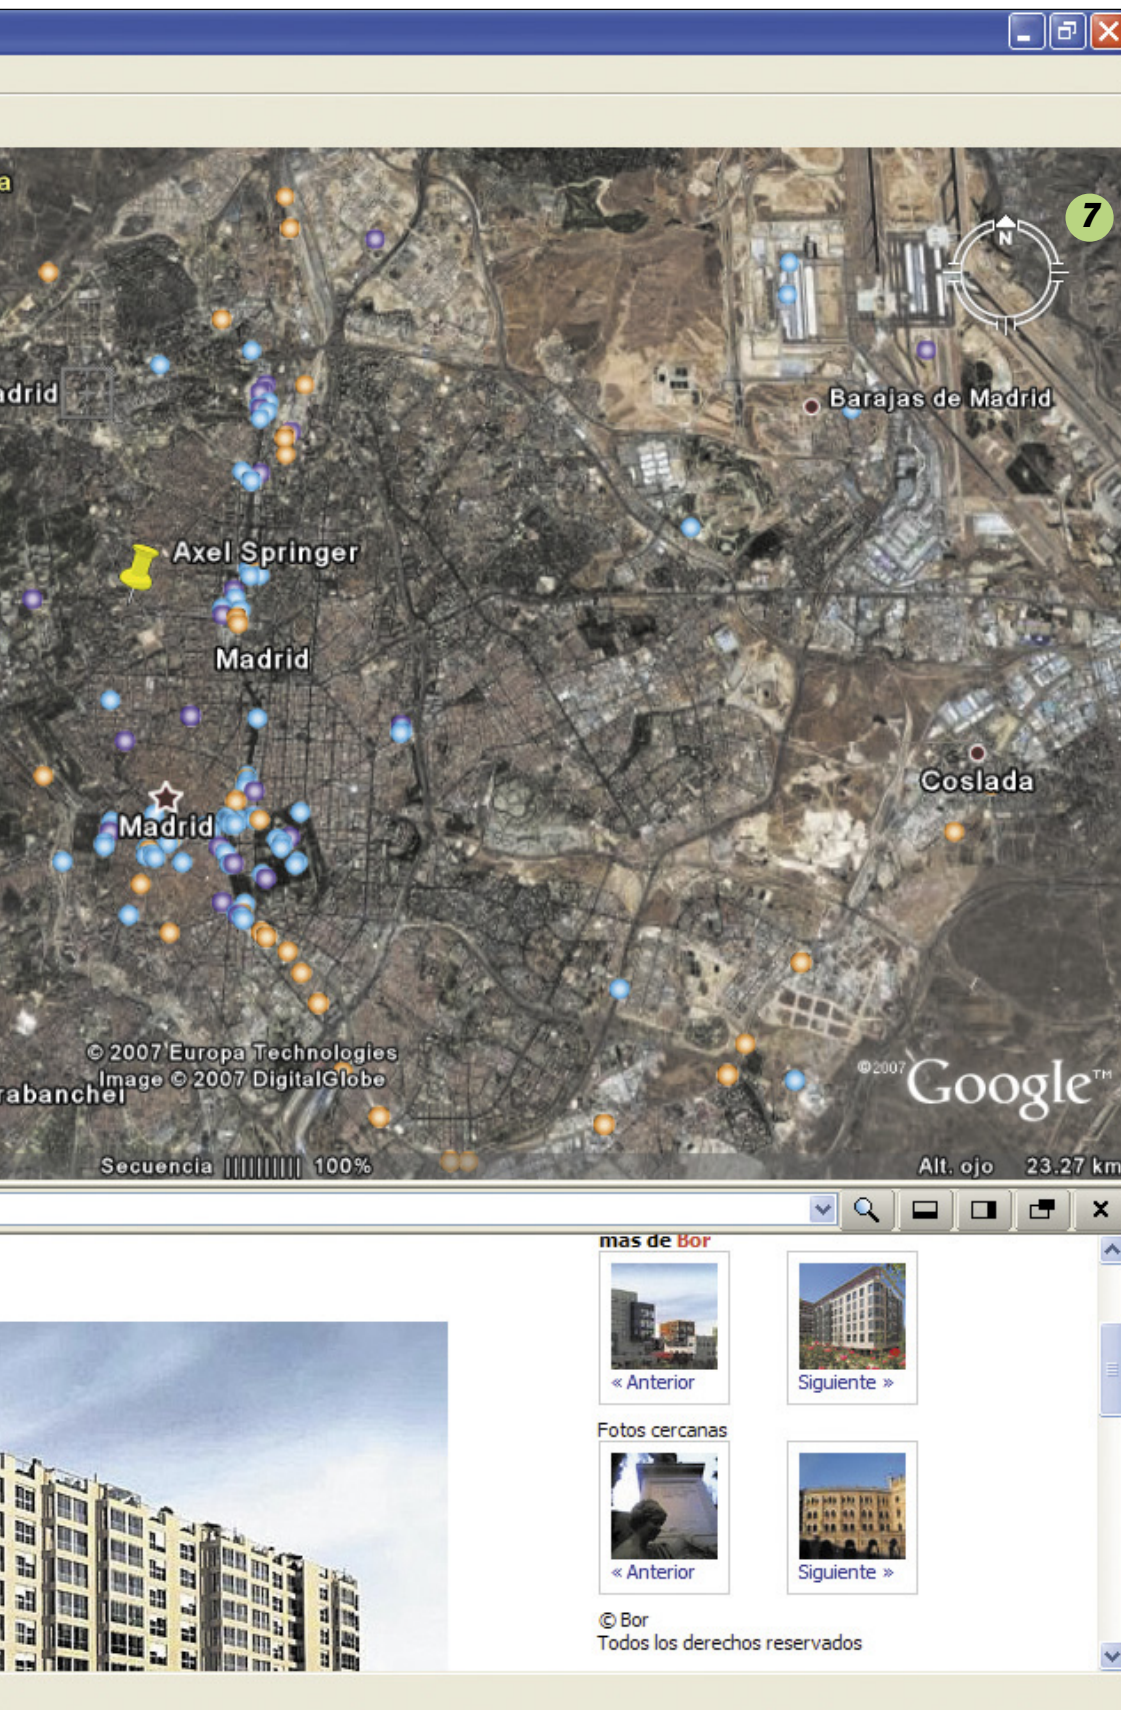 a
7
N
adrid
Barajas de Madrid
Axel Springer
Madrid
Coslada
Madrid
© 2007 Europa Technologies
Image © 2007 DigitalGlobe
rabanchel
©2007 Google™
Secuencia |||||||||| 100%
Alt. ojo 23.27 km
mas de Bor
« Anterior
Siguiente »
Fotos cercanas
« Anterior
Siguiente »
© Bor
Todos los derechos reservados